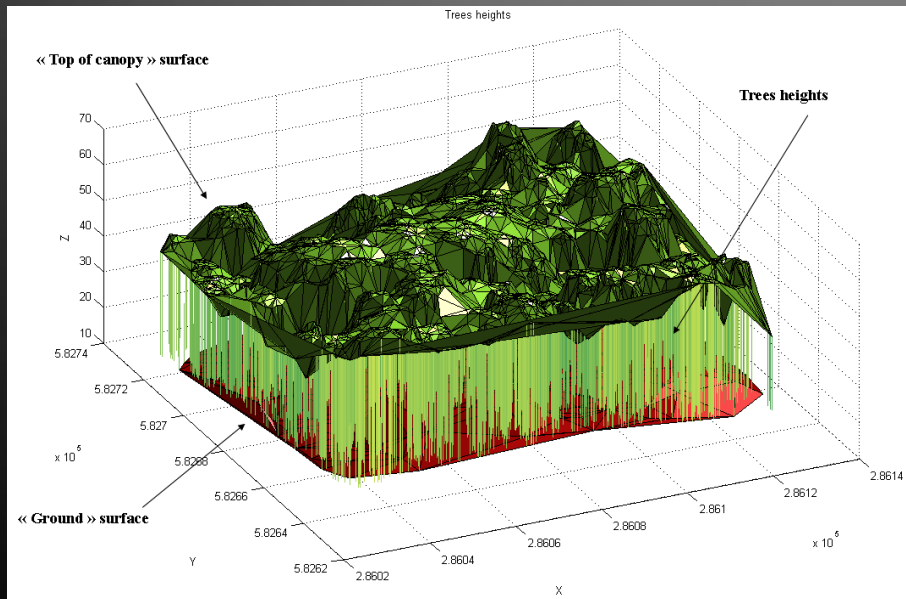 Trees heights
« Top of canopy » surface
Trees heights
70
60
50
40
30
20
10
Z
5.8274
5.8272
5.827
5.8268
5.8266
5.8264
5.8262
x 10^5
Y
« Ground » surface
2.8602
2.8604
2.8606
2.8608
2.861
2.8612
2.8614
x 10^5
X